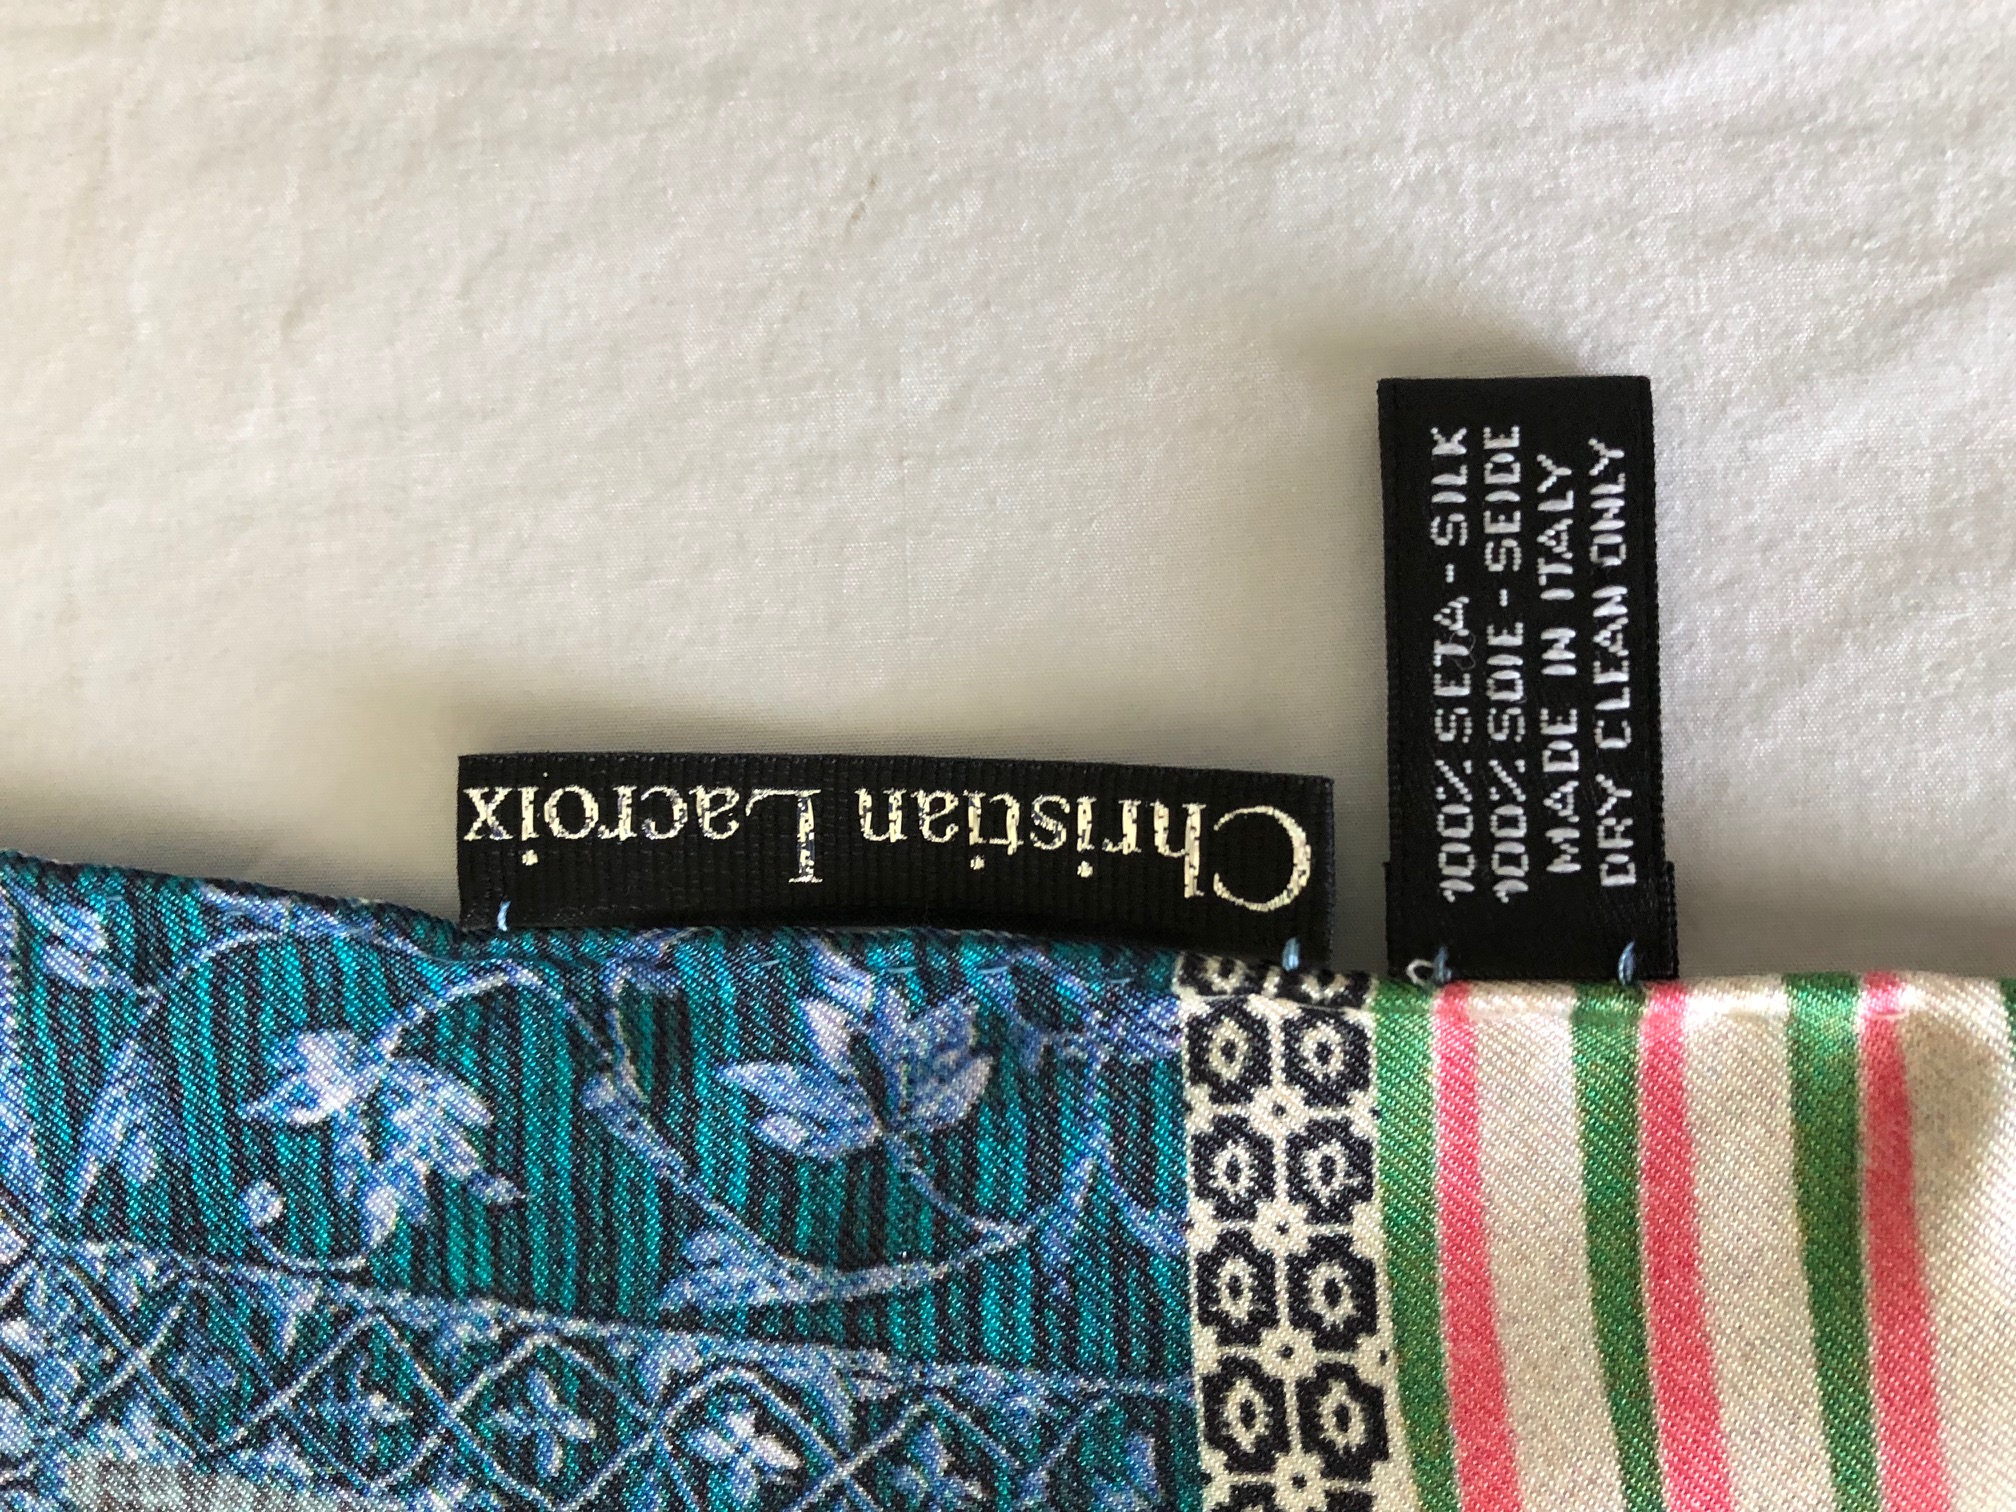 Christian Lacroix
100% SETA - SILK
100% SOIE - SEIDE
MADE IN ITALY
DRY CLEAN ONLY